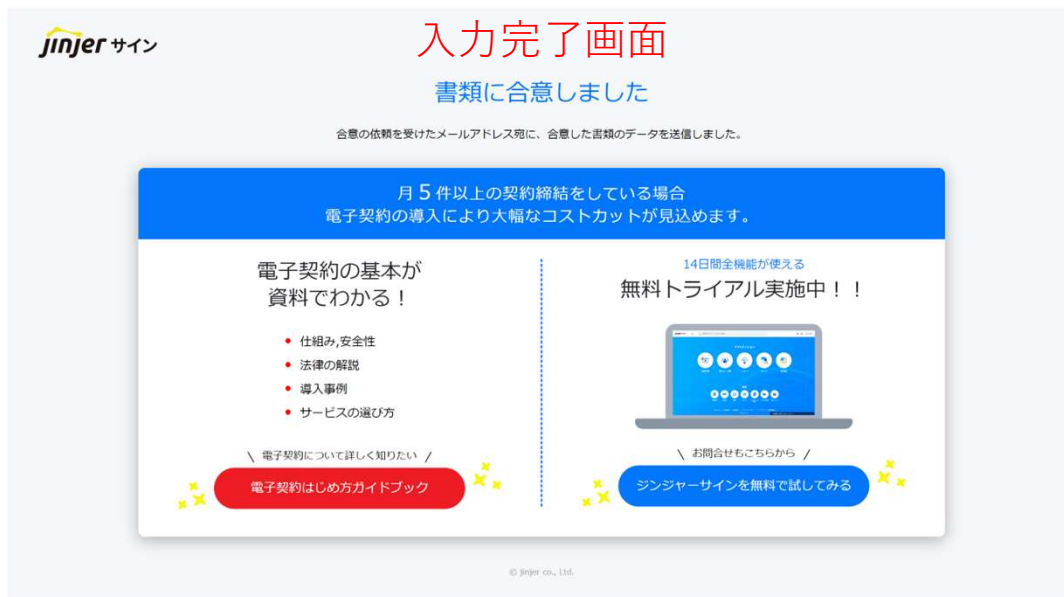 jinjer サイン
入力完了画面
書類に合意しました
合意の依頼を受けたメールアドレス宛に、合意した書類のデータを送信しました。
月5件以上の契約締結をしている場合
電子契約の導入により大幅なコストカットが見込めます。
電子契約の基本が
資料でわかる！
• 仕組み,安全性
• 法律の解説
• 導入事例
• サービスの選び方
\ 電子契約について詳しく知りたい /
電子契約はじめ方ガイドブック
14日間全機能が使える
無料トライアル実施中！！
\ お問合せもこちらから /
ジンジャーサインを無料で試してみる
© jinjer co., Ltd.